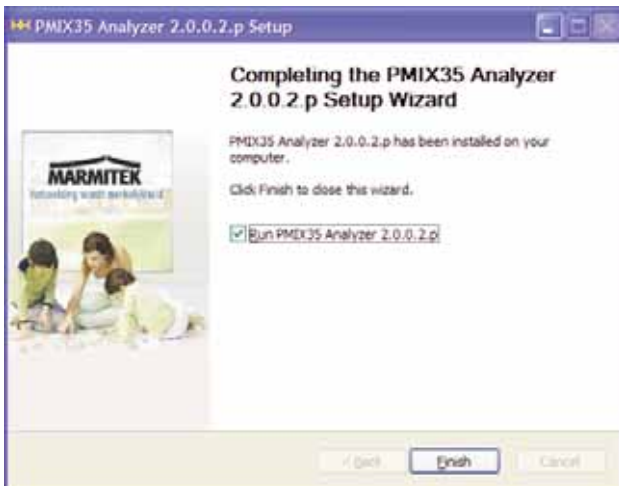 PMIX35 Analyzer 2.0.0.2.p Setup
Completing the PMIX35 Analyzer
2.0.0.2.p Setup Wizard
PMIX35 Analyzer 2.0.0.2.p has been installed on your
computer.
Click Finish to close this wizard.
Run PMIX35 Analyzer 2.0.0.2.p
MARMITEK
< Back
Finish
Cancel